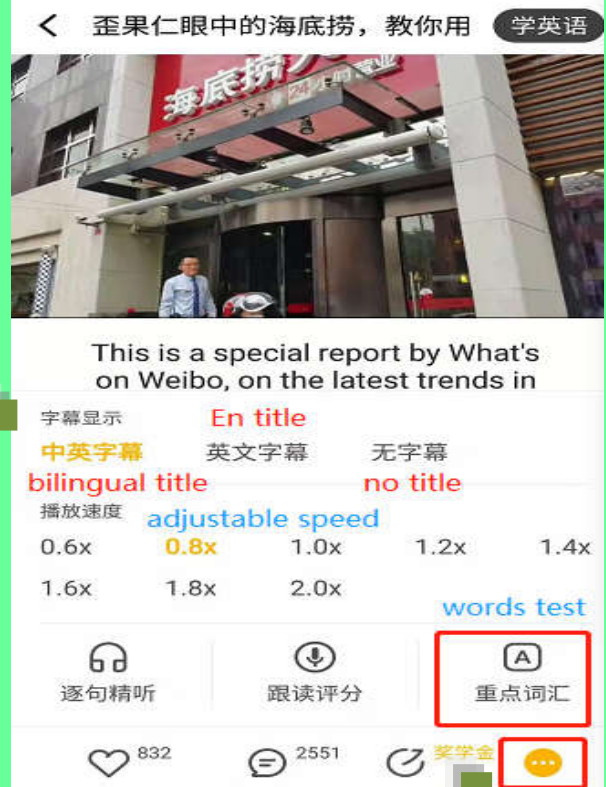 歪果仁眼中的海底捞，教你用
学英语
海底捞火
24小时营业
This is a special report by What's
on Weibo, on the latest trends in
字幕显示
En title
中英字幕 英文字幕 无字幕
bilingual title no title
播放速度
adjustable speed
0.6x 0.8x 1.0x 1.2x 1.4x
1.6x 1.8x 2.0x
words test
A
逐句精听 跟读评分 重点词汇
832 2551 奖学金